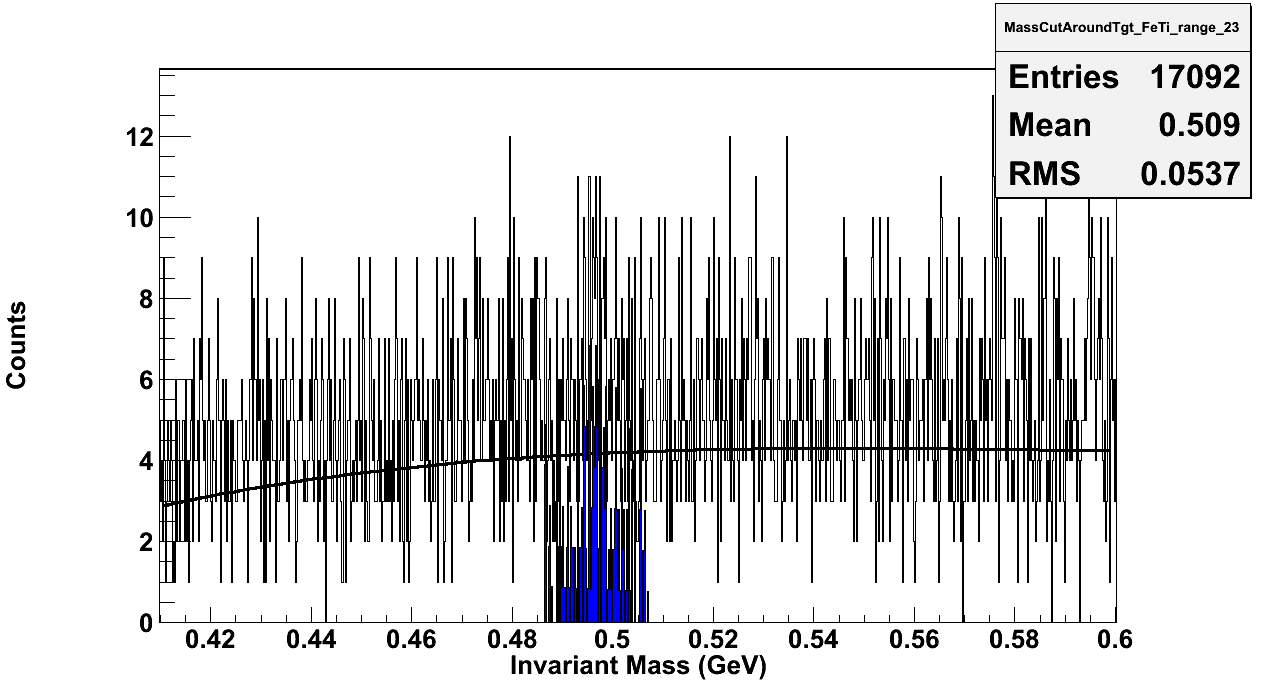 MassCutAroundTgt_FeTi_range_23
Entries 17092
Mean 0.509
RMS 0.0537
Counts
12
10
8
6
4
2
0
0.42 0.44 0.46 0.48 0.5 0.52 0.54 0.56 0.58 0.6
Invariant Mass (GeV)